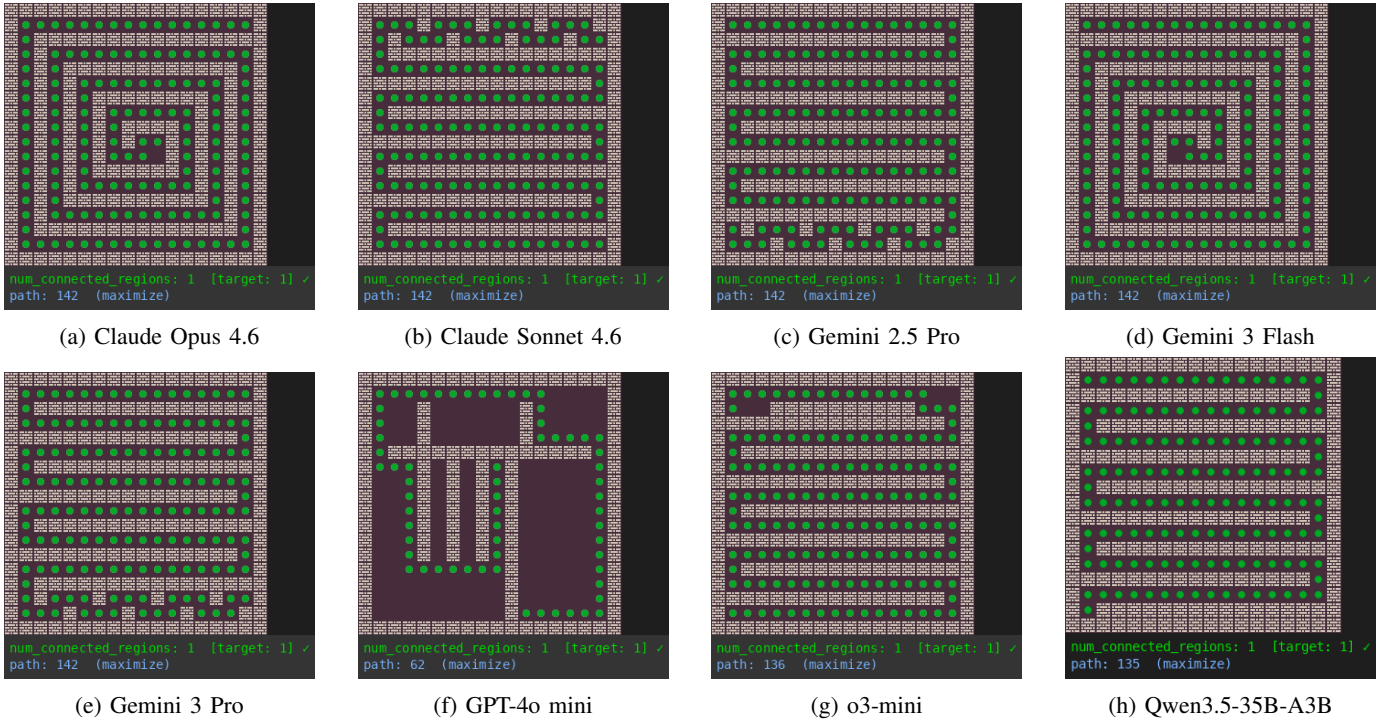 num_connected_regions: 1 [target: 1] ✓
path: 142 (maximize)
(a) Claude Opus 4.6
num_connected_regions: 1 [target: 1] ✓
path: 142 (maximize)
(b) Claude Sonnet 4.6
num_connected_regions: 1 [target: 1] ✓
path: 142 (maximize)
(c) Gemini 2.5 Pro
num_connected_regions: 1 [target: 1] ✓
path: 142 (maximize)
(d) Gemini 3 Flash
num_connected_regions: 1 [target: 1] ✓
path: 142 (maximize)
(e) Gemini 3 Pro
num_connected_regions: 1 [target: 1] ✓
path: 62 (maximize)
(f) GPT-4o mini
num_connected_regions: 1 [target: 1] ✓
path: 136 (maximize)
(g) o3-mini
num_connected_regions: 1 [target: 1] ✓
path: 135 (maximize)
(h) Qwen3.5-35B-A3B